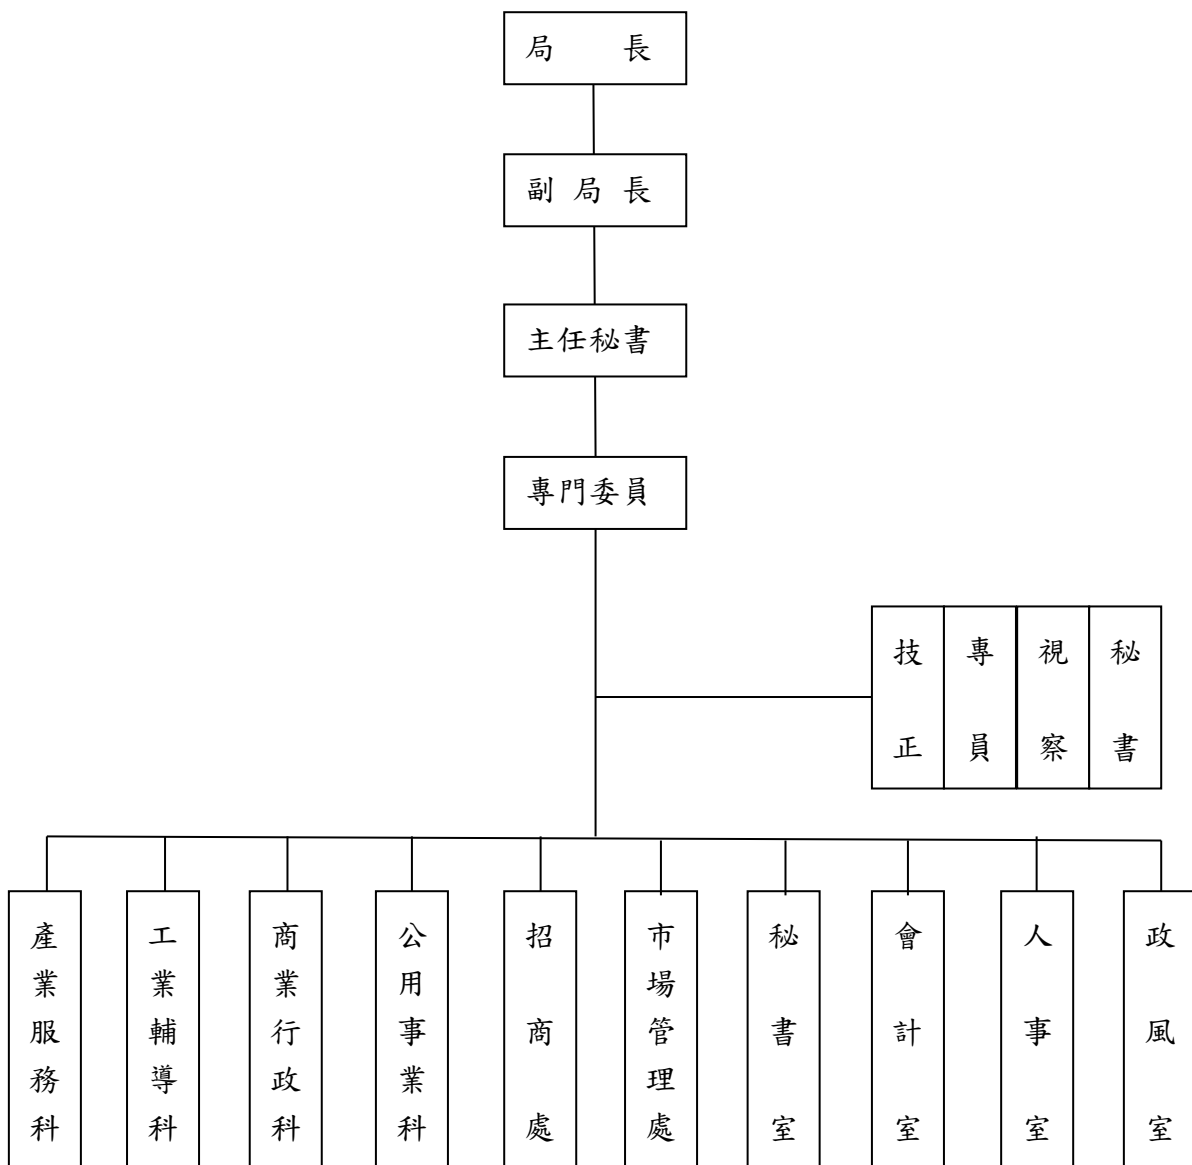 局長
副局長
主任秘書
專門委員
技正
專員
視察
秘書
產業服務科
工業輔導科
商業行政科
公用事業科
招商處
市場管理處
秘書室
會計室
人事室
政風室